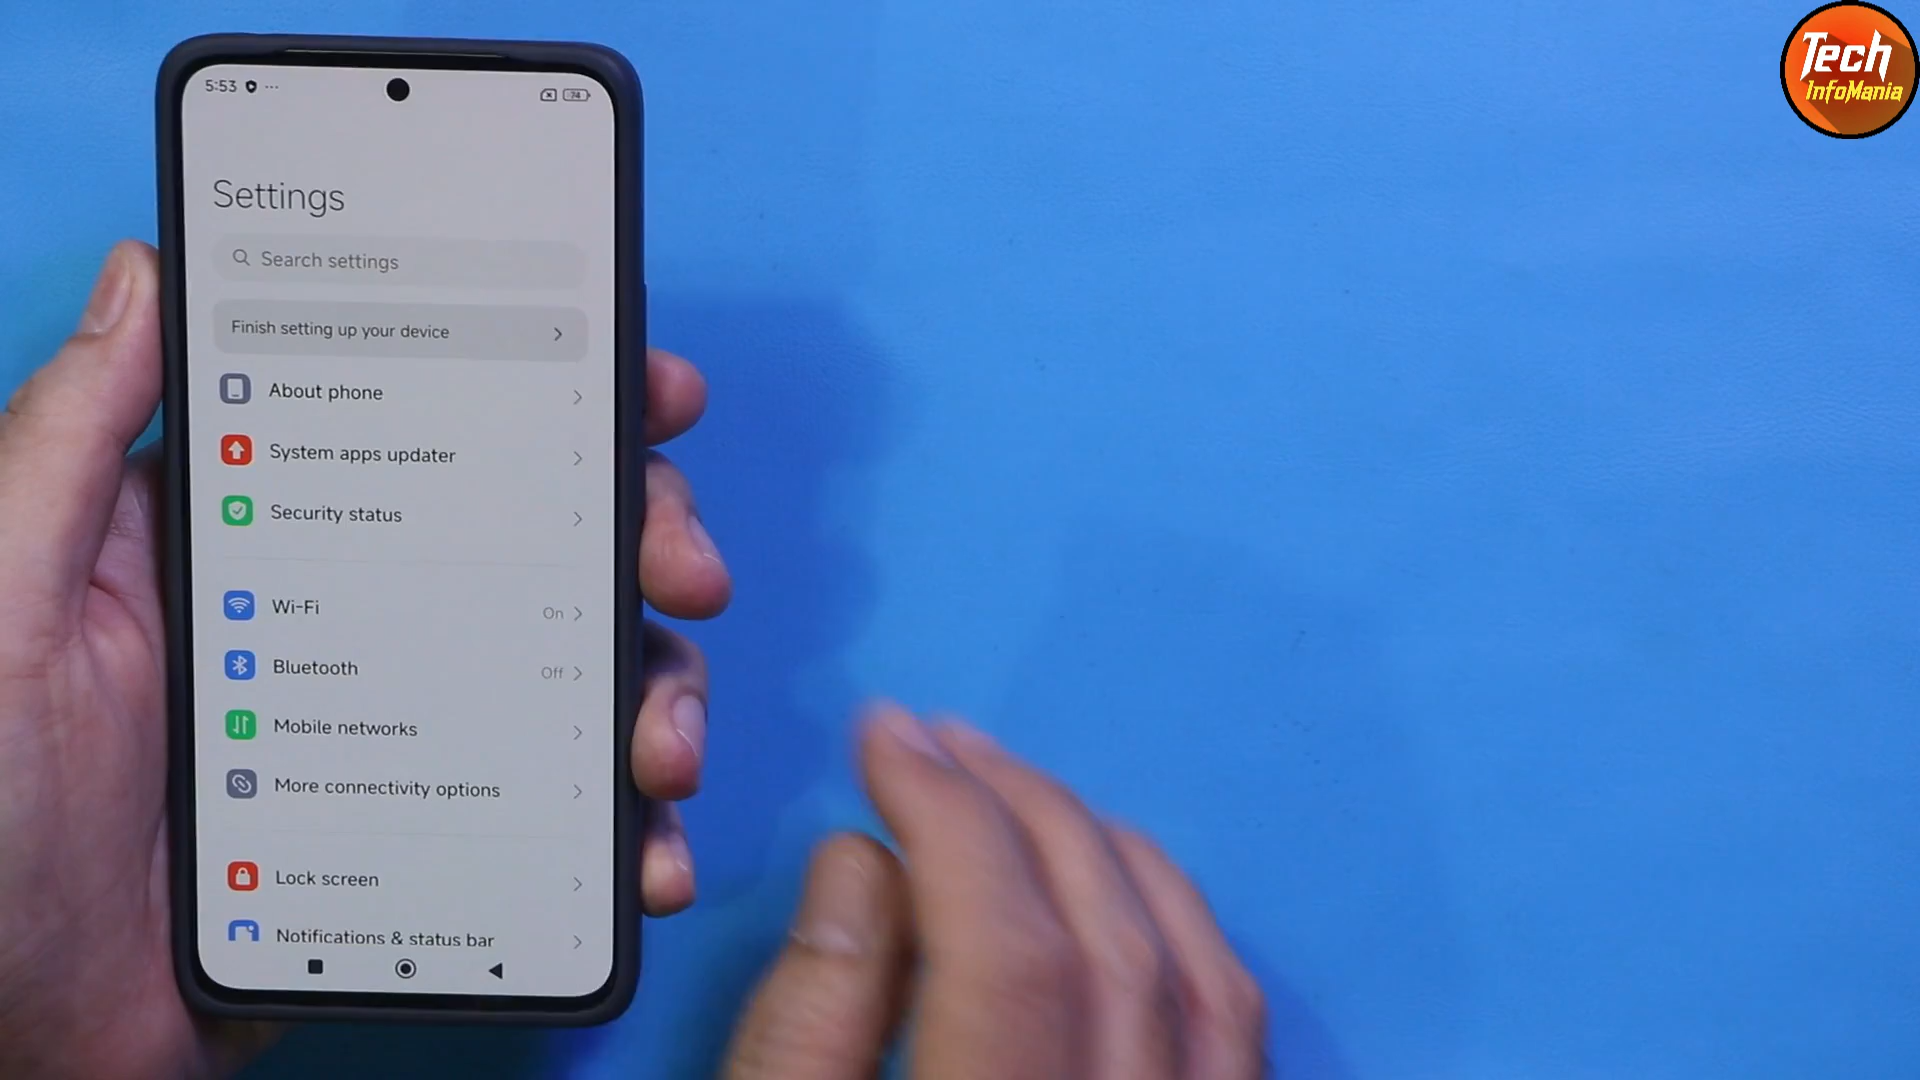 Tech
InfoMania
5:53
74
Settings
Search settings
Finish setting up your device
About phone
System apps updater
Security status
Wi-Fi
On
Bluetooth
Off
Mobile networks
More connectivity options
Lock screen
Notifications & status bar